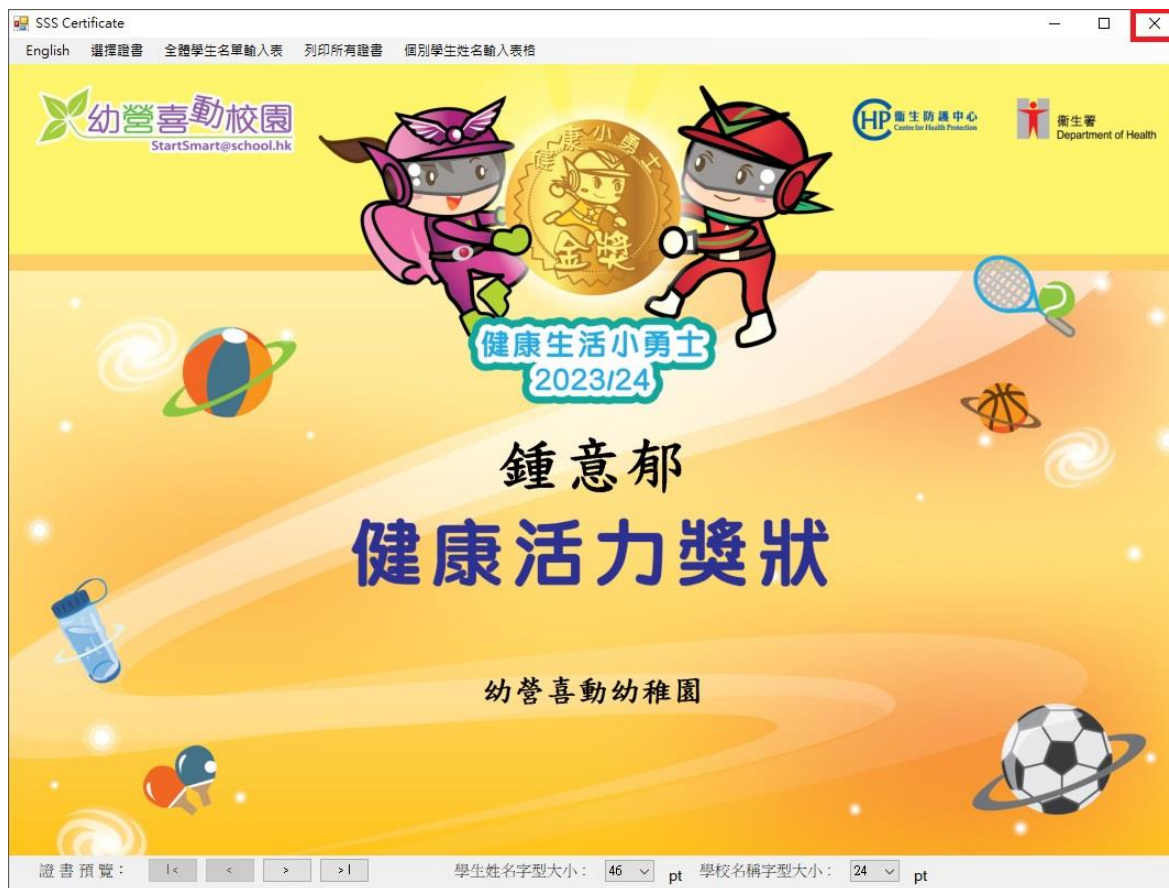 SSS Certificate
English 選擇證書 全體學生名單輸入表 列印所有證書 個別學生姓名輸入表格
幼營喜動校園
StartSmart@school.hk
健康小勇士
金獎
CHP 衞生防護中心
Centre for Health Protection
衞生署
Department of Health
健康生活小勇士
2023/24
鍾意郁
健康活力獎狀
幼營喜動幼稚園
證書預覽： |< < > >| 學生姓名字型大小： 46 pt 學校名稱字型大小： 24 pt